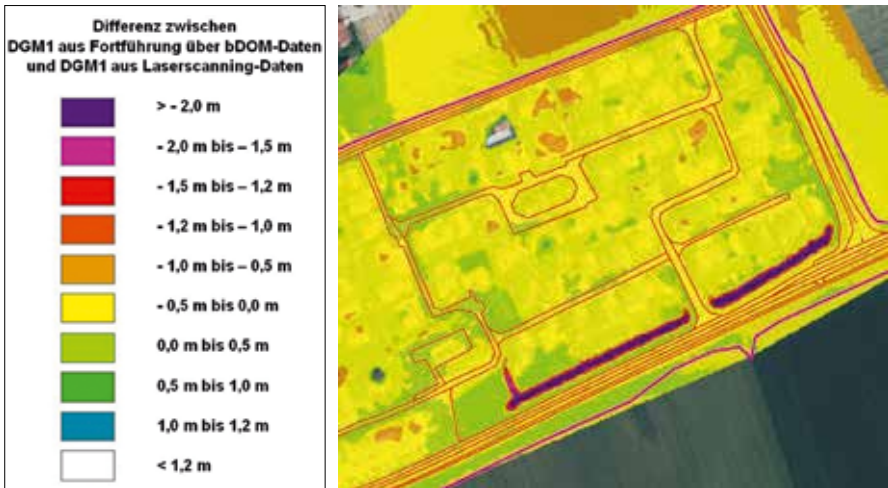 Differenz zwischen
DGM1 aus Fortführung über bDOM-Daten
und DGM1 aus Laserscanning-Daten
> - 2,0 m
- 2,0 m bis – 1,5 m
- 1,5 m bis – 1,2 m
- 1,2 m bis – 1,0 m
- 1,0 m bis – 0,5 m
- 0,5 m bis 0,0 m
0,0 m bis 0,5 m
0,5 m bis 1,0 m
1,0 m bis 1,2 m
< 1,2 m